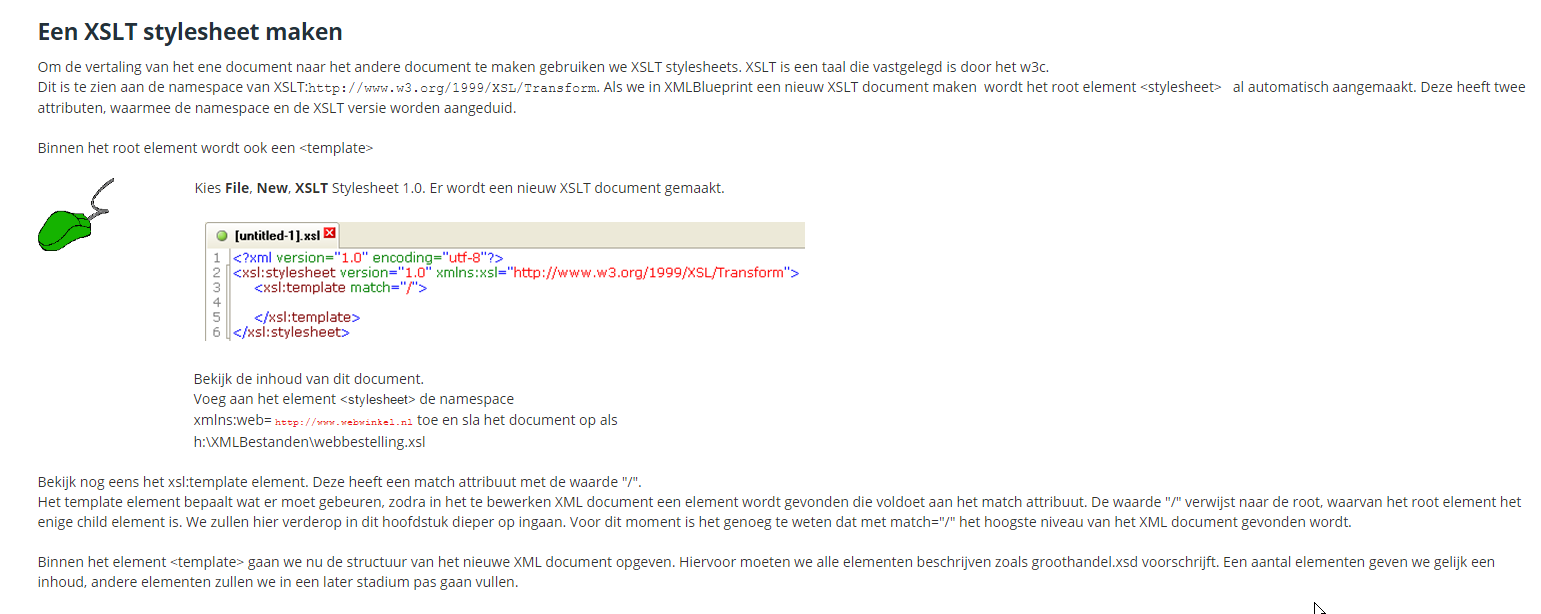 Een XSLT stylesheet maken
Om de vertaling van het ene document naar het andere document te maken gebruiken we XSLT stylesheets. XSLT is een taal die vastgelegd is door het w3c.
Dit is te zien aan de namespace van XSLT:http://www.w3.org/1999/XSL/Transform. Als we in XMLBlueprint een nieuw XSLT document maken wordt het root element <stylesheet> al automatisch aangemaakt. Deze heeft twee
attributen, waarmee de namespace en de XSLT versie worden aangeduid.
Binnen het root element wordt ook een <template>
Kies File, New, XSLT Stylesheet 1.0. Er wordt een nieuw XSLT document gemaakt.
[untitled-1].xsl
1 <?xml version="1.0" encoding="utf-8"?>
2 <xsl:stylesheet version="1.0" xmlns:xsl="http://www.w3.org/1999/XSL/Transform">
3 <xsl:template match="/">
4
5 </xsl:template>
6 </xsl:stylesheet>
Bekijk de inhoud van dit document.
Voeg aan het element <stylesheet> de namespace
xmlns:web= http://www.webwinkel.nl toe en sla het document op als
h:\XMLBestanden\webbestelling.xsl
Bekijk nog eens het xsl:template element. Deze heeft een match attribuut met de waarde "/".
Het template element bepaalt wat er moet gebeuren, zodra in het te bewerken XML document een element wordt gevonden die voldoet aan het match attribuut. De waarde "/" verwijst naar de root, waarvan het root element het
enige child element is. We zullen hier verderop in dit hoofdstuk dieper op ingaan. Voor dit moment is het genoeg te weten dat met match="/" het hoogste niveau van het XML document gevonden wordt.
Binnen het element <template> gaan we nu de structuur van het nieuwe XML document opgeven. Hiervoor moeten we alle elementen beschrijven zoals groothandel.xsd voorschrijft. Een aantal elementen geven we gelijk een
inhoud, andere elementen zullen we in een later stadium pas gaan vullen.